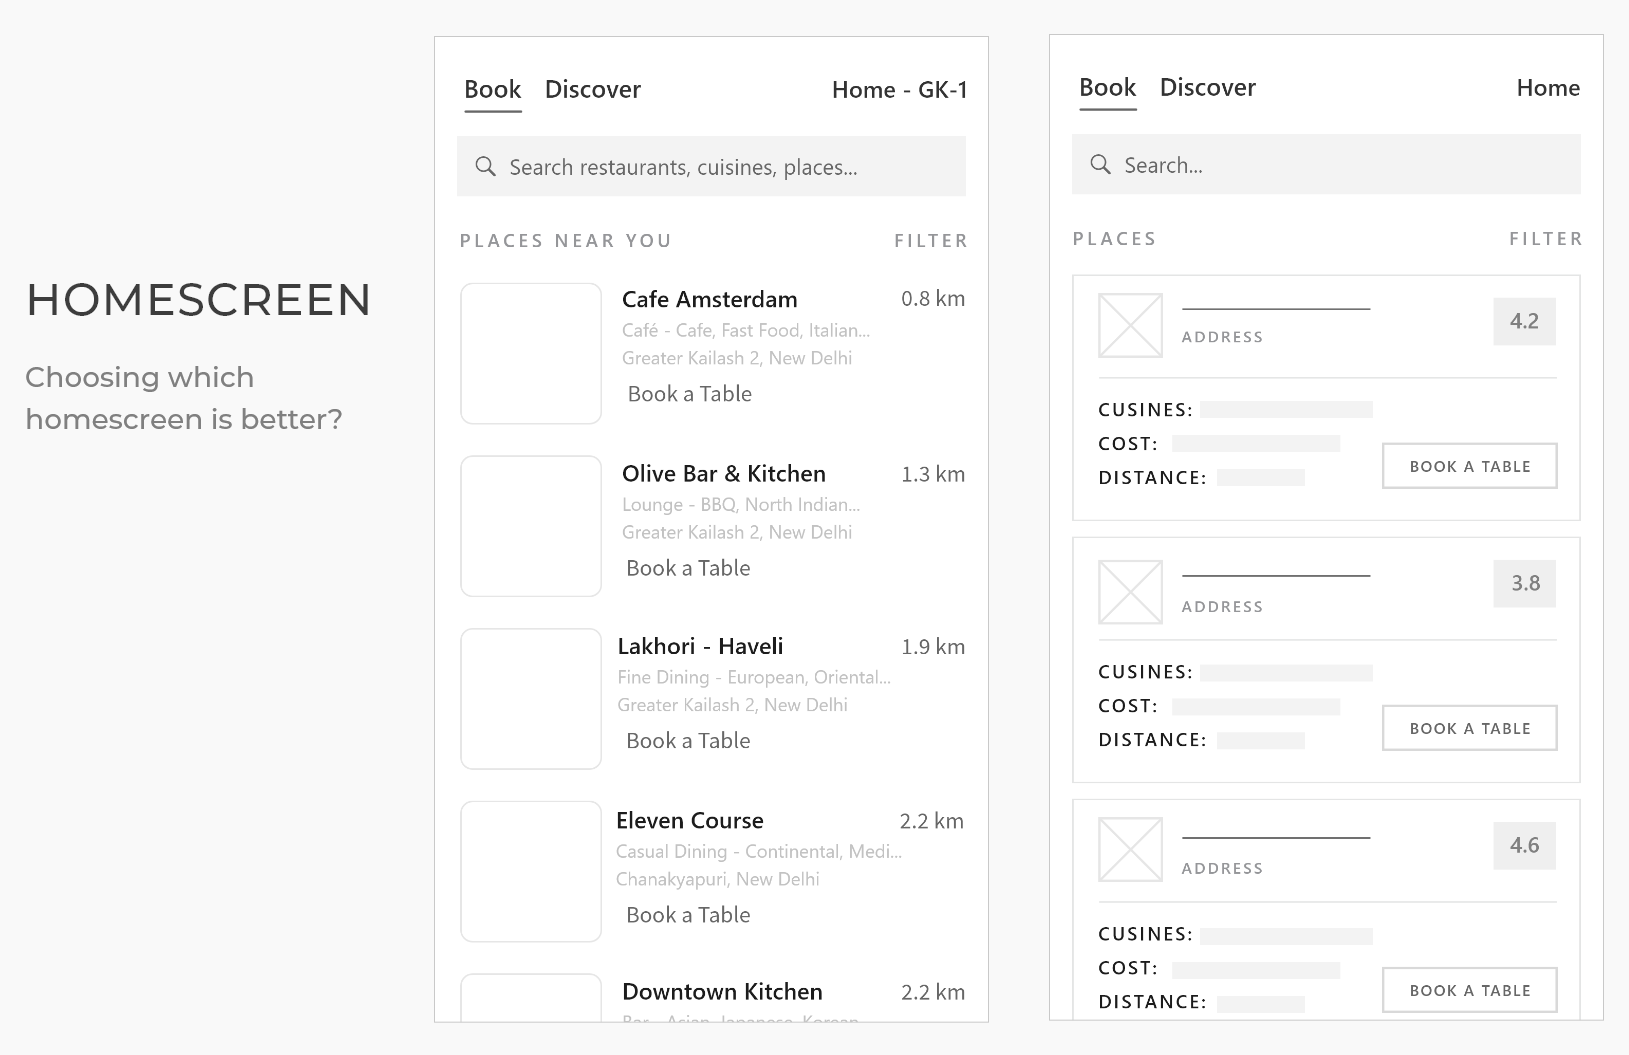 HOMESCREEN
Choosing which
homescreen is better?
Book Discover Home - GK-1
Search restaurants, cuisines, places...
PLACES NEAR YOU FILTER
Cafe Amsterdam 0.8 km
Café - Cafe, Fast Food, Italian...
Greater Kailash 2, New Delhi
Book a Table
Olive Bar & Kitchen 1.3 km
Lounge - BBQ, North Indian...
Greater Kailash 2, New Delhi
Book a Table
Lakhori - Haveli 1.9 km
Fine Dining - European, Oriental...
Greater Kailash 2, New Delhi
Book a Table
Eleven Course 2.2 km
Casual Dining - Continental, Medi...
Chanakyapuri, New Delhi
Book a Table
Downtown Kitchen 2.2 km
Bar - Asian, Japanese, Korean...
Book Discover Home
Search...
PLACES FILTER
4.2
ADDRESS
CUSINES:
COST:
BOOK A TABLE
DISTANCE:
3.8
ADDRESS
CUSINES:
COST:
BOOK A TABLE
DISTANCE:
4.6
ADDRESS
CUSINES:
COST:
BOOK A TABLE
DISTANCE: